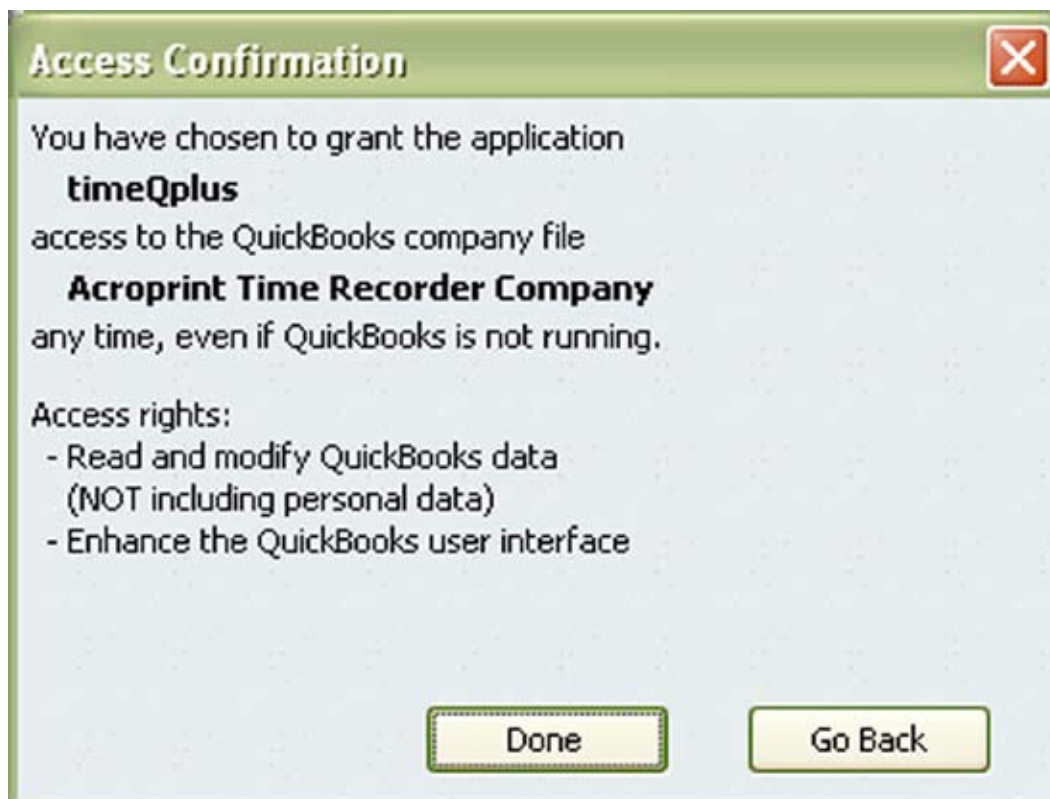 Access Confirmation
You have chosen to grant the application
timeQplus
access to the QuickBooks company file
Acroprint Time Recorder Company
any time, even if QuickBooks is not running.
Access rights:
- Read and modify QuickBooks data
(NOT including personal data)
- Enhance the QuickBooks user interface
Done
Go Back